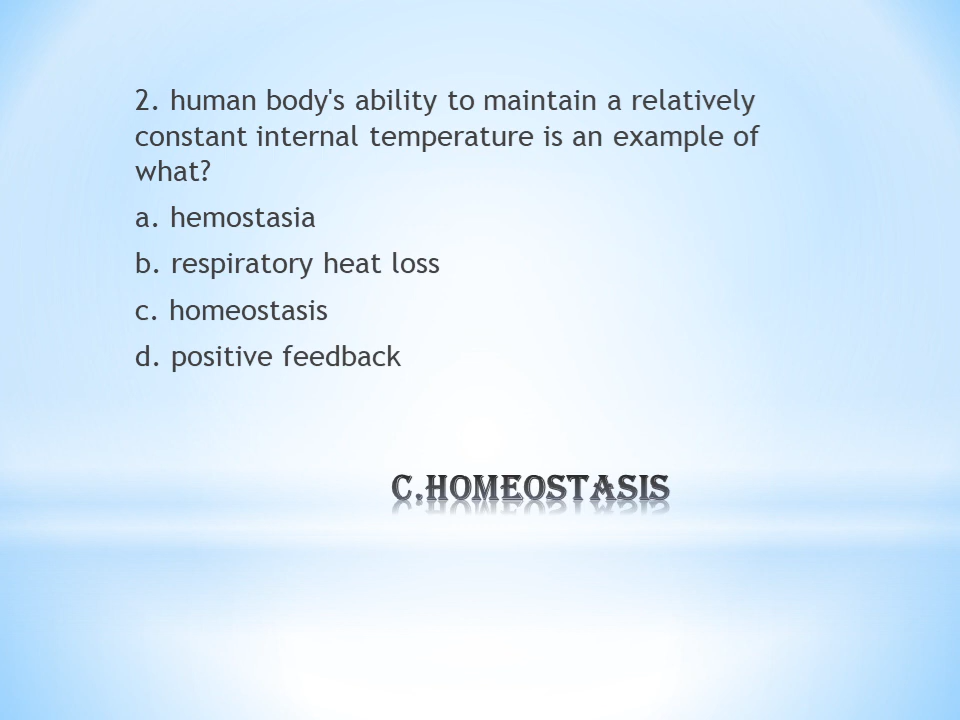 2. human body's ability to maintain a relatively
constant internal temperature is an example of
what?
a. hemostasia
b. respiratory heat loss
c. homeostasis
d. positive feedback
C.HOMEOSTASIS